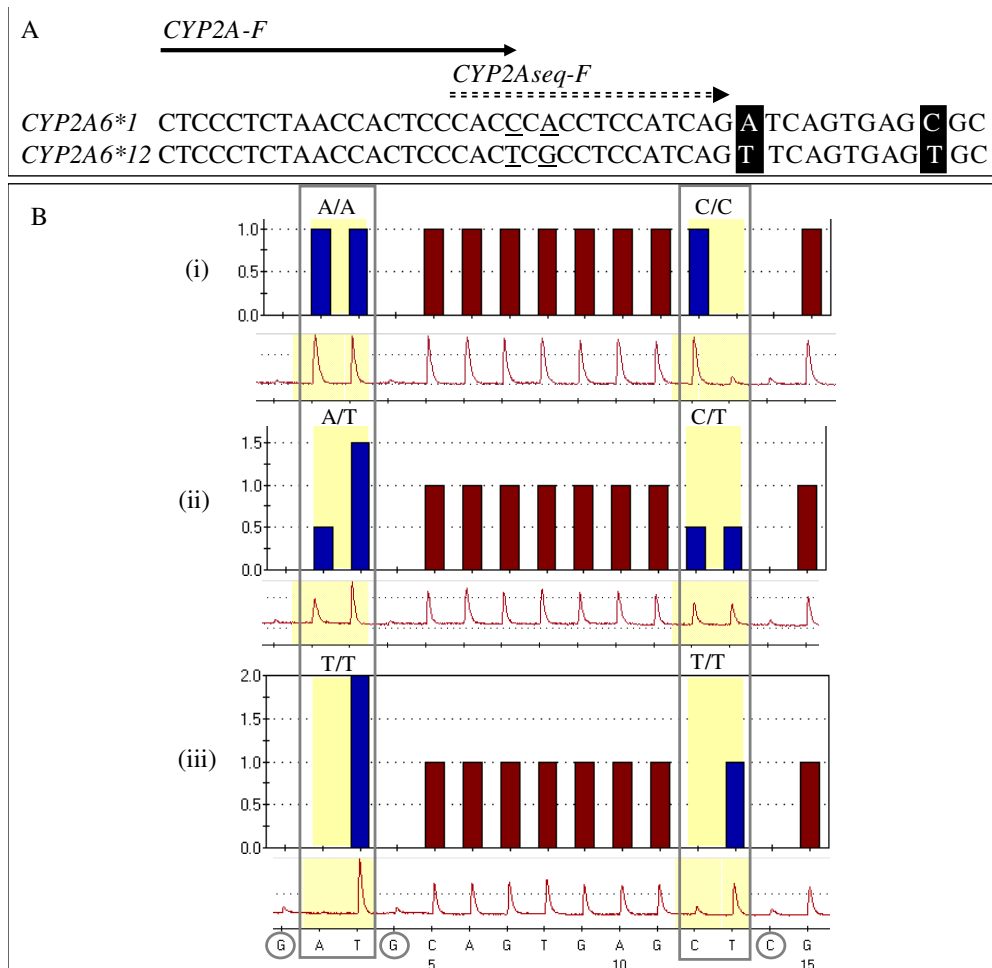 A
CYP2A-F
CYP2Aseq-F
CYP2A6*1 CTCCCTCTAACCACTCCCACCCACCTCCATCAGATCAGTGAGCGC
CYP2A6*12 CTCCCTCTAACCACTCCCACTCGCCTCCATCAGTTCAGTGAGTGC
B
A/A C/C
(i)
1.0
0.5
0.0
A/T C/T
(ii)
1.5
1.0
0.5
0.0
T/T T/T
(iii)
2.0
1.5
1.0
0.5
0.0
G A T G C A G T G A G C T C G
5 10 15